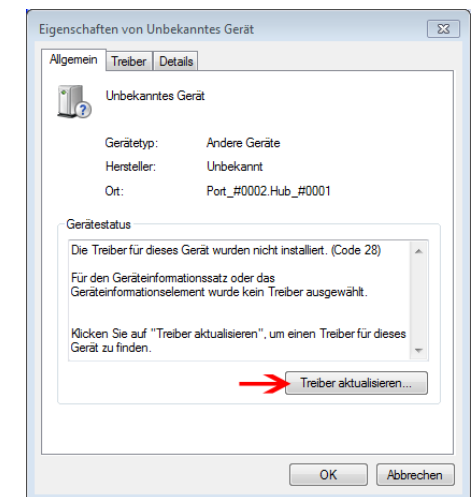 Eigenschaften von Unbekanntes Gerät
Allgemein Treiber Details
Unbekanntes Gerät
Gerätetyp: Andere Geräte
Hersteller: Unbekannt
Ort: Port_#0002.Hub_#0001
Gerätestatus
Die Treiber für dieses Gerät wurden nicht installiert. (Code 28)
Für den Geräteinformationssatz oder das
Geräteinformationselement wurde kein Treiber ausgewählt.
Klicken Sie auf "Treiber aktualisieren", um einen Treiber für dieses
Gerät zu finden.
Treiber aktualisieren...
OK Abbrechen